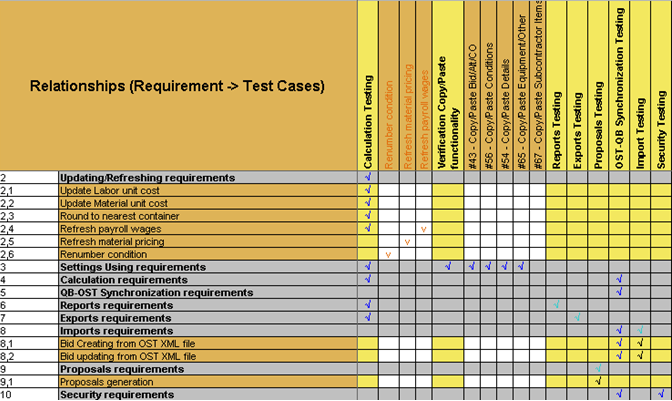 Relationships (Requirement -> Test Cases)
Calculation Testing
Renumber condition
Refresh material pricing
Refresh payroll wages
Verification Copy/Paste
functionality
#43 - Copy/Paste Bid/Alt/CO
#56 - Copy/Paste Conditions
#54 - Copy/Paste Details
#65 - Copy/Paste Equipment/Other
#67 - Copy/Paste Subcontractor Items
Reports Testing
Exports Testing
Proposals Testing
OST-QB Synchronization Testing
Import Testing
Security Testing
2 Updating/Refreshing requirements √
2,1 Update Labor unit cost √
2,2 Update Material unit cost √
2,3 Round to nearest container √
2,4 Refresh payroll wages √ v
2,5 Refresh material pricing v
2,6 Renumber condition v
3 Settings Using requirements √ √ √ √ √ √
4 Calculation requirements √ √
5 QB-OST Synchronization requirements √
6 Reports requirements √ √
7 Exports requirements √ √
8 Imports requirements √ √
8,1 Bid Creating from OST XML file √ √
8,2 Bid updating from OST XML file √ √
9 Proposals requirements √
9,1 Proposals generation √
10 Security requirements √ √